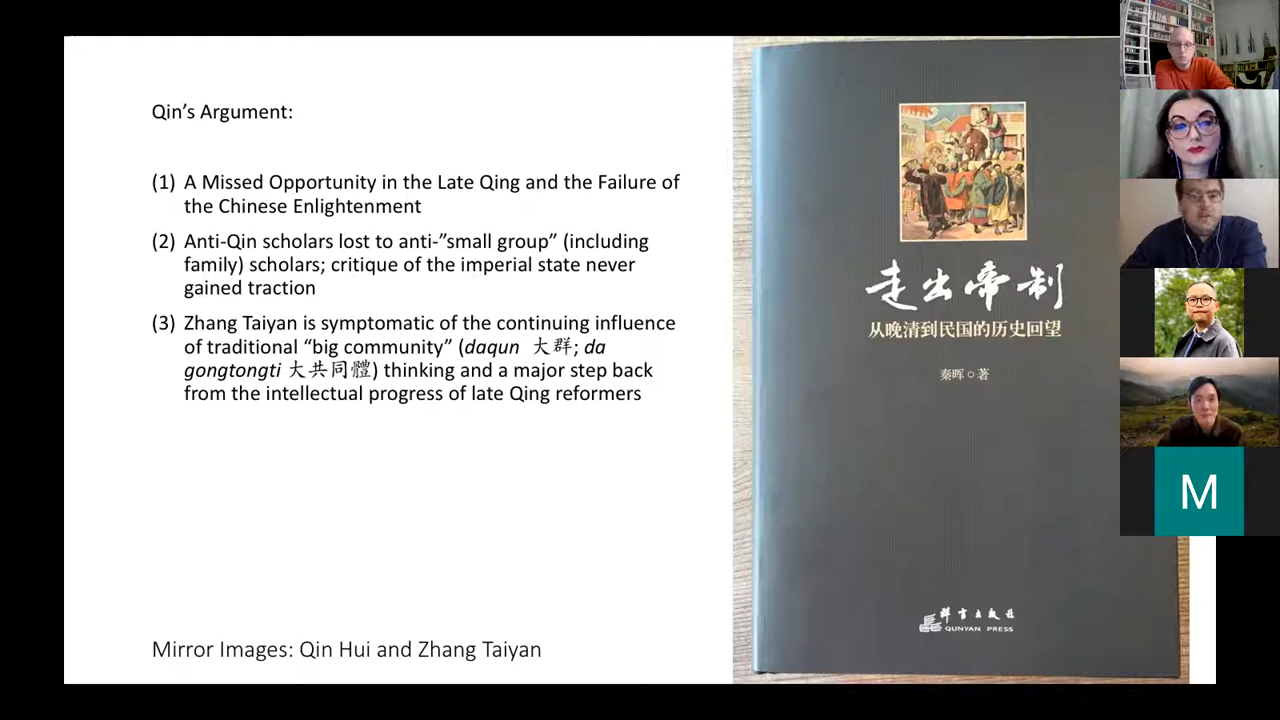 Qin’s Argument:
(1) A Missed Opportunity in the Late Qing and the Failure of
the Chinese Enlightenment
(2) Anti-Qin scholars lost to anti-”small group” (including
family) scholars; critique of the imperial state never
gained traction
(3) Zhang Taiyan is symptomatic of the continuing influence
of traditional “big community” (daqun 大群; da
gongtongti 大共同體) thinking and a major step back
from the intellectual progress of late Qing reformers
Mirror Images: Qin Hui and Zhang Taiyan
走出帝制
从晚清到民国的历史回望
秦晖○著
群言出版社
QUNYAN PRESS
M